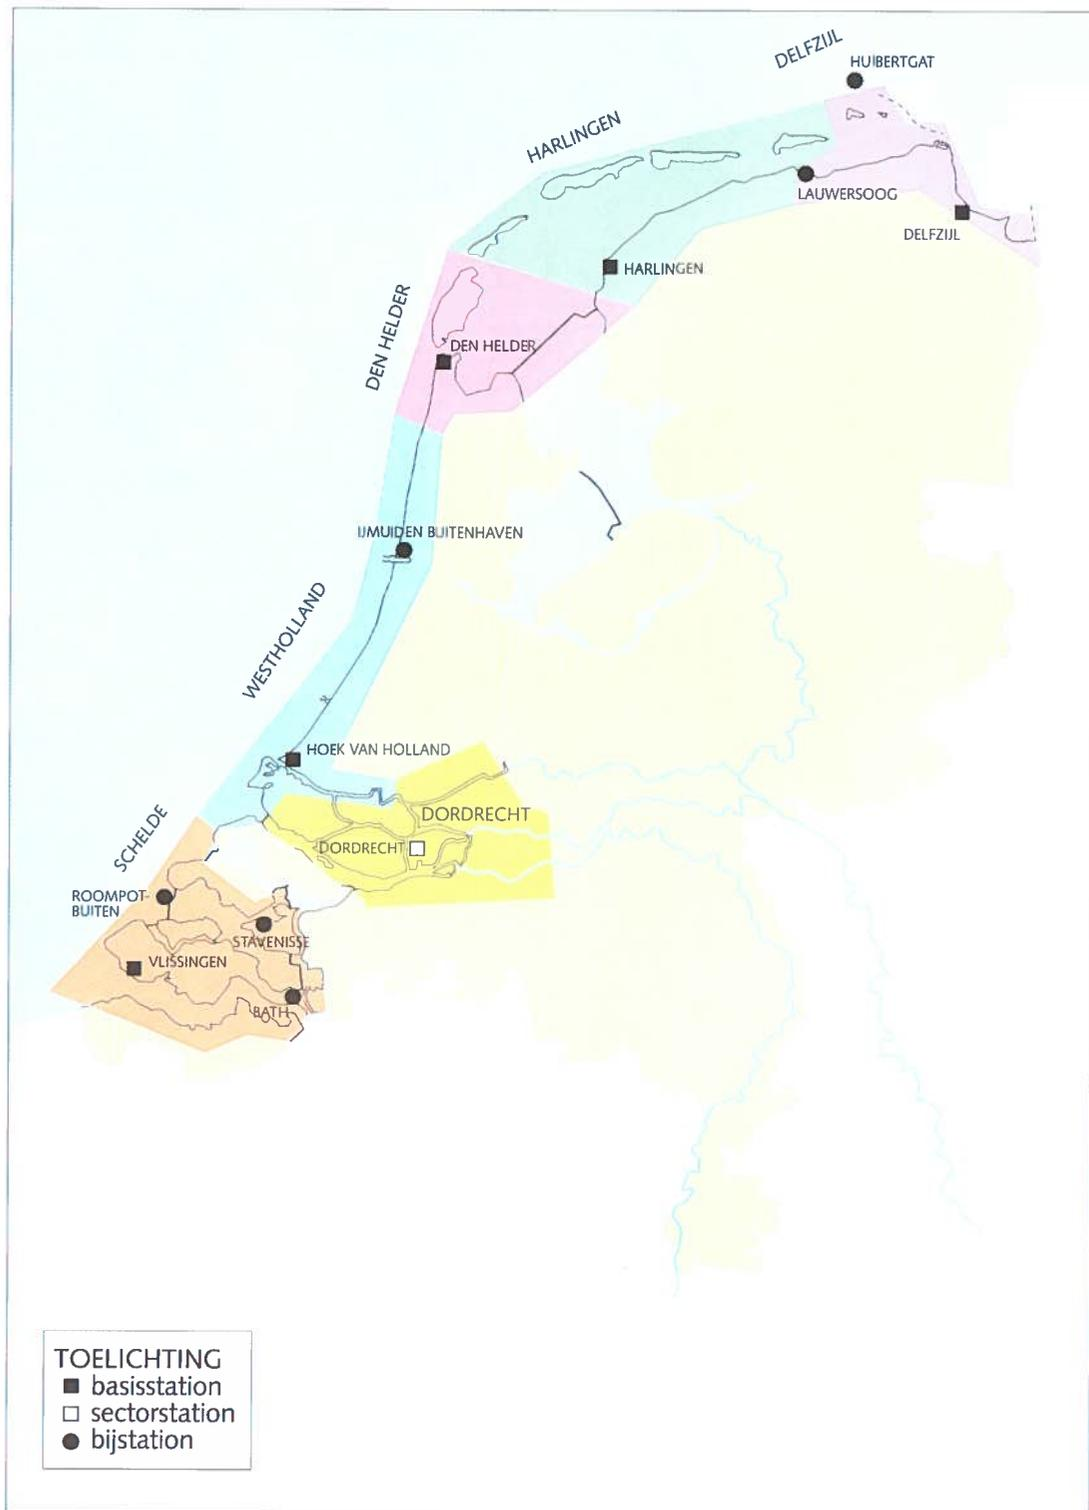 DELFZIJL
HUIBERTGAT
HARLINGEN
LAUWERSOOG
DELFZIJL
HARLINGEN
DEN HELDER
DEN HELDER
IJMUIDEN BUITENHAVEN
WESTHOLLAND
HOEK VAN HOLLAND
SCHELDE
DORDRECHT
DORDRECHT
ROOMPOT-
BUITEN
STAVENISSE
VLISSINGEN
BATH
TOELICHTING
basisstation
sectorstation
bijstation